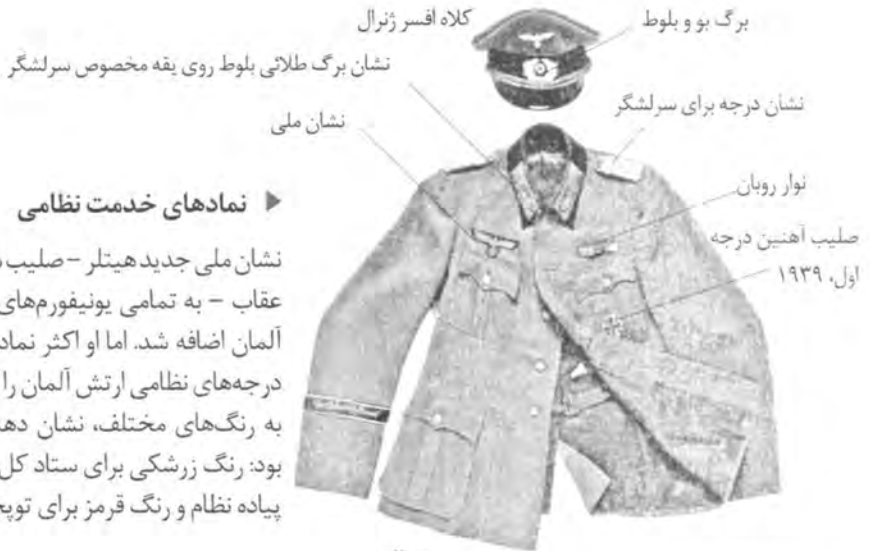 برگ بو و بلوط
کلاه افسر ژنرال
نشان برگ طلائی بلوط روی یقه مخصوص سرلشگر
نشان درجه برای سرلشگر
نشان ملی
نوار روبان
صلیب آهنین درجه
اول، ۱۹۳۹
◀ نمادهای خدمت نظامی
نشان ملی جدید هیتلر – صلیب
عقاب – به تمامی یونیفورم‌های
آلمان اضافه شد. اما او اکثر نماد
درجه‌های نظامی ارتش آلمان را
به رنگ‌های مختلف، نشان
بود: رنگ زرشکی برای ستاد کل
پیاده نظام و رنگ قرمز برای